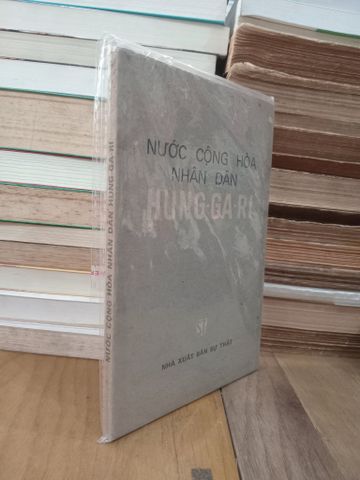 NƯỚC CỘNG HÒA
NHÂN DÂN
HUNG-GA-RI
ST
NHÀ XUẤT BẢN SỰ THẬT
NƯỚC CỘNG HÒA NHÂN DÂN HUNG-GA-RI